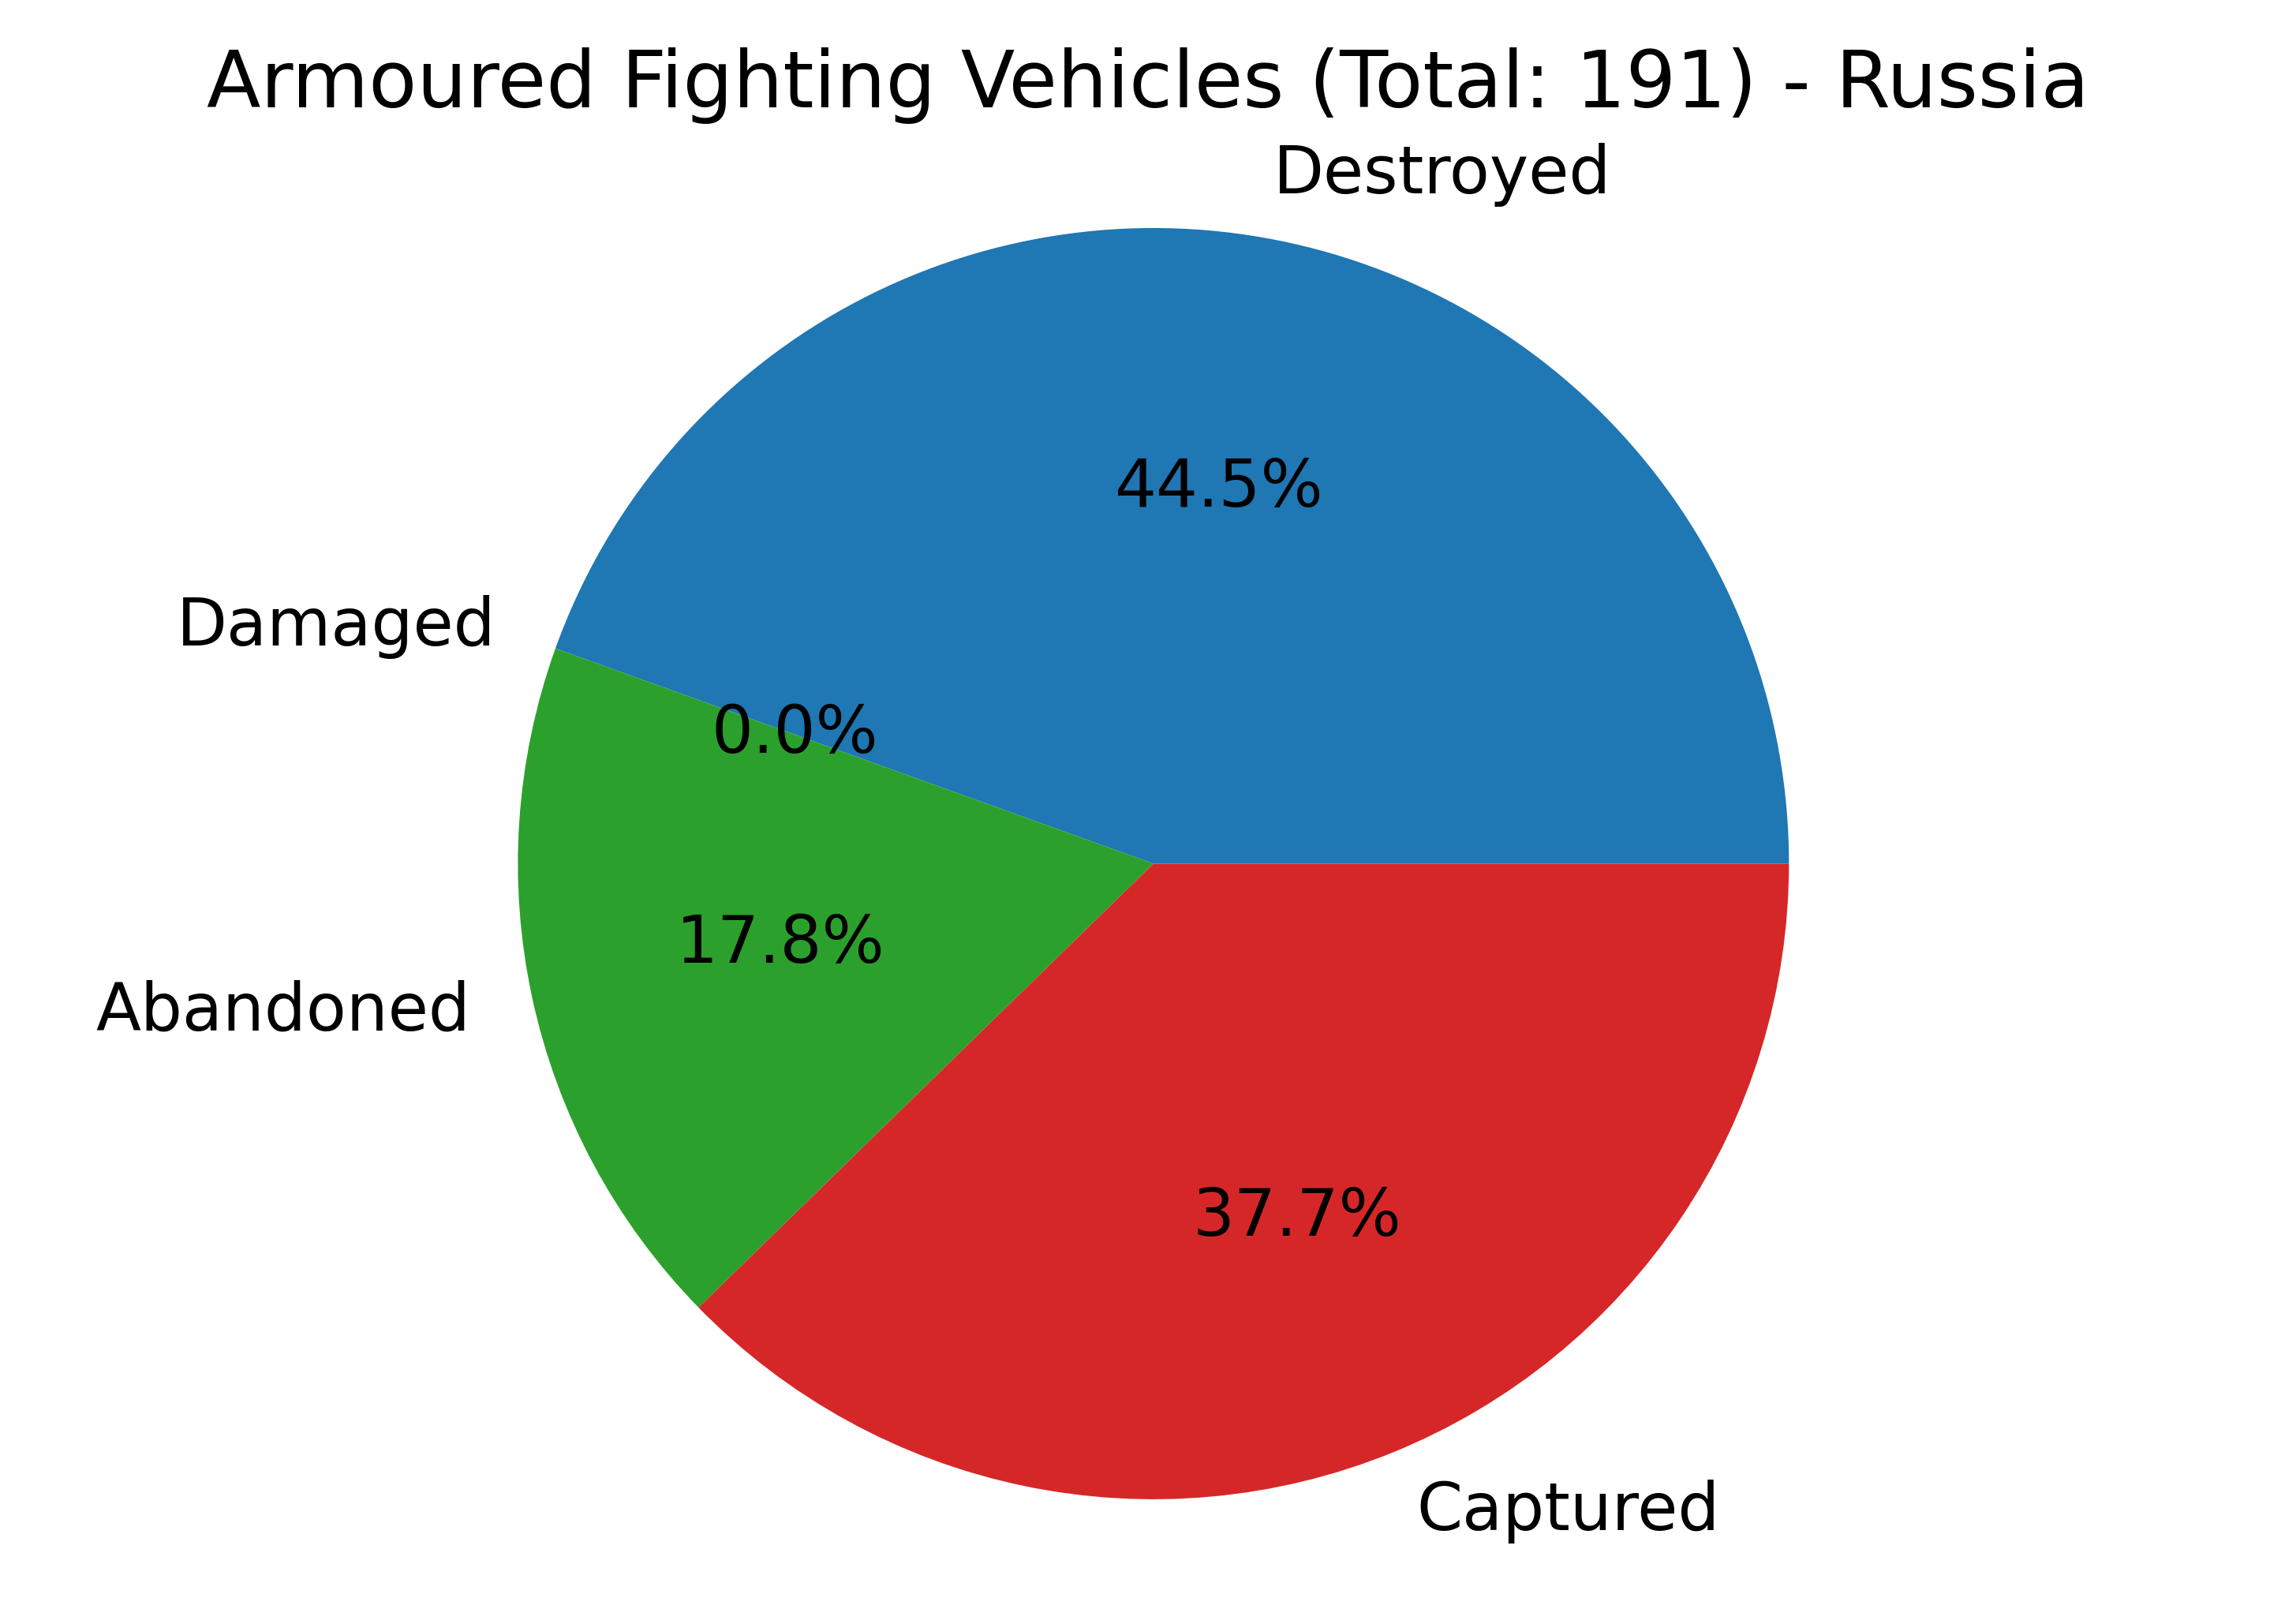 Armoured Fighting Vehicles (Total: 191) - Russia
Destroyed
44.5%
Damaged
0.0%
17.8%
Abandoned
37.7%
Captured